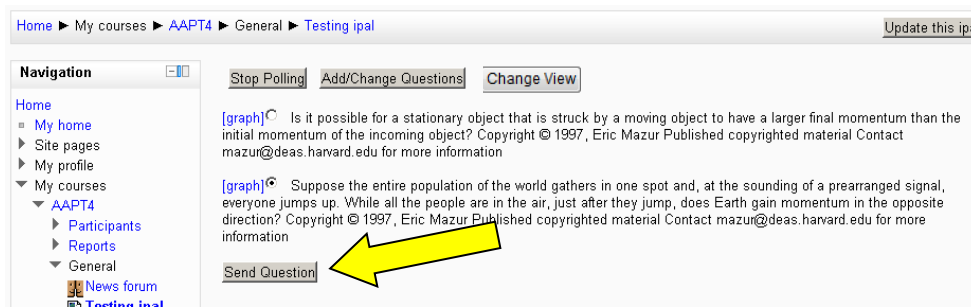 Home ► My courses ► AAPT4 ► General ► Testing ipal
Update this ipa
Navigation
Home
My home
Site pages
My profile
My courses
AAPT4
Participants
Reports
General
News forum
Testing ipal
Stop Polling Add/Change Questions Change View
[graph] Is it possible for a stationary object that is struck by a moving object to have a larger final momentum than the
initial momentum of the incoming object? Copyright © 1997, Eric Mazur Published copyrighted material Contact
mazur@deas.harvard.edu for more information
[graph] Suppose the entire population of the world gathers in one spot and, at the sounding of a prearranged signal,
everyone jumps up. While all the people are in the air, just after they jump, does Earth gain momentum in the opposite
direction? Copyright © 1997, Eric Mazur Published copyrighted material Contact mazur@deas.harvard.edu for more
information
Send Question